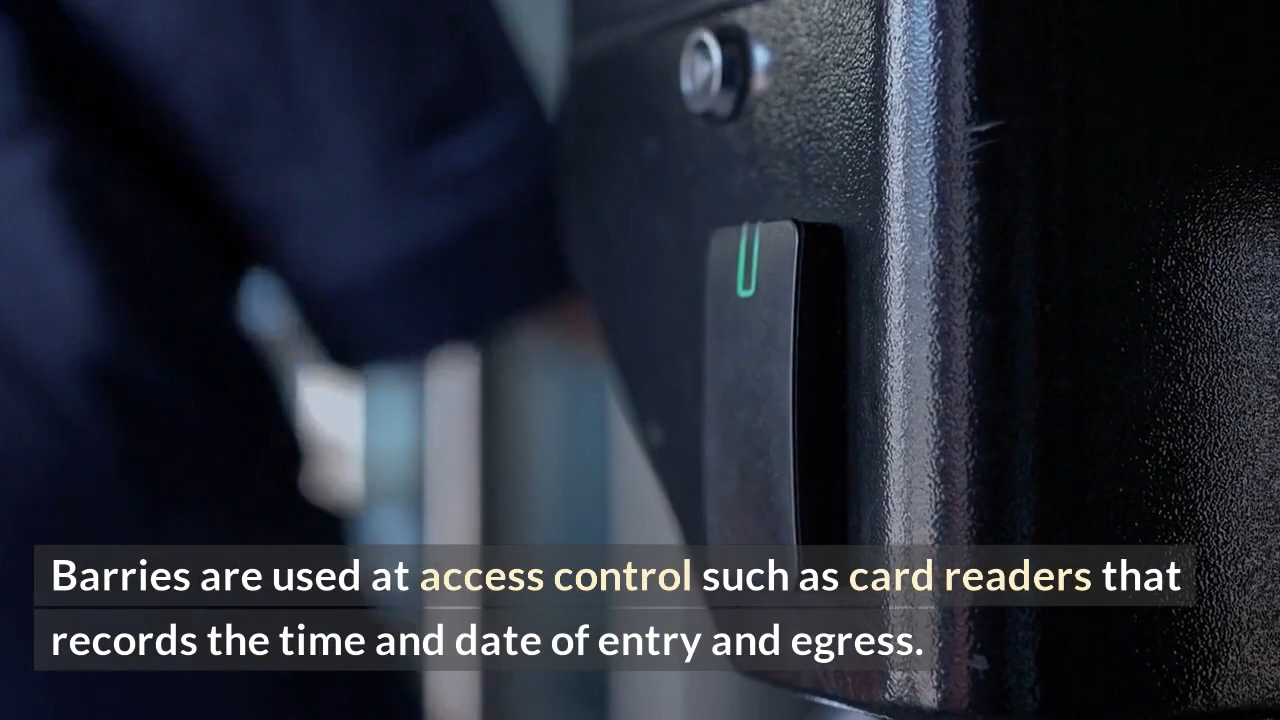 Barries are used at access control such as card readers that
records the time and date of entry and egress.